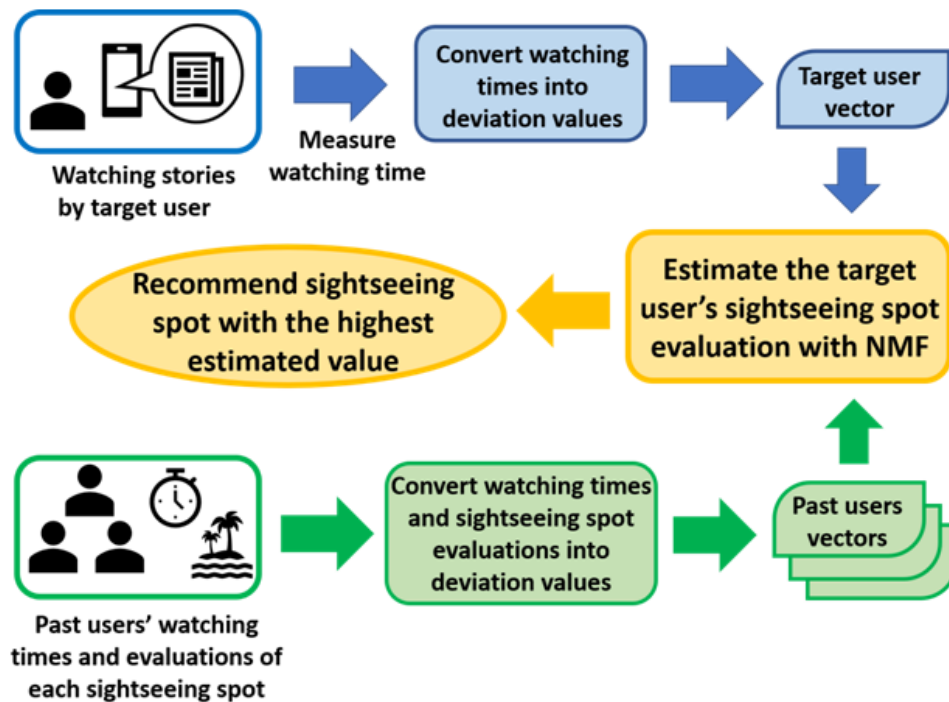 Watching stories
by target user
Measure
watching time
Convert watching
times into
deviation values
Target user
vector
Estimate the target
user’s sightseeing spot
evaluation with NMF
Recommend sightseeing
spot with the highest
estimated value
Past users’ watching
times and evaluations of
each sightseeing spot
Convert watching times
and sightseeing spot
evaluations into
deviation values
Past users
vectors